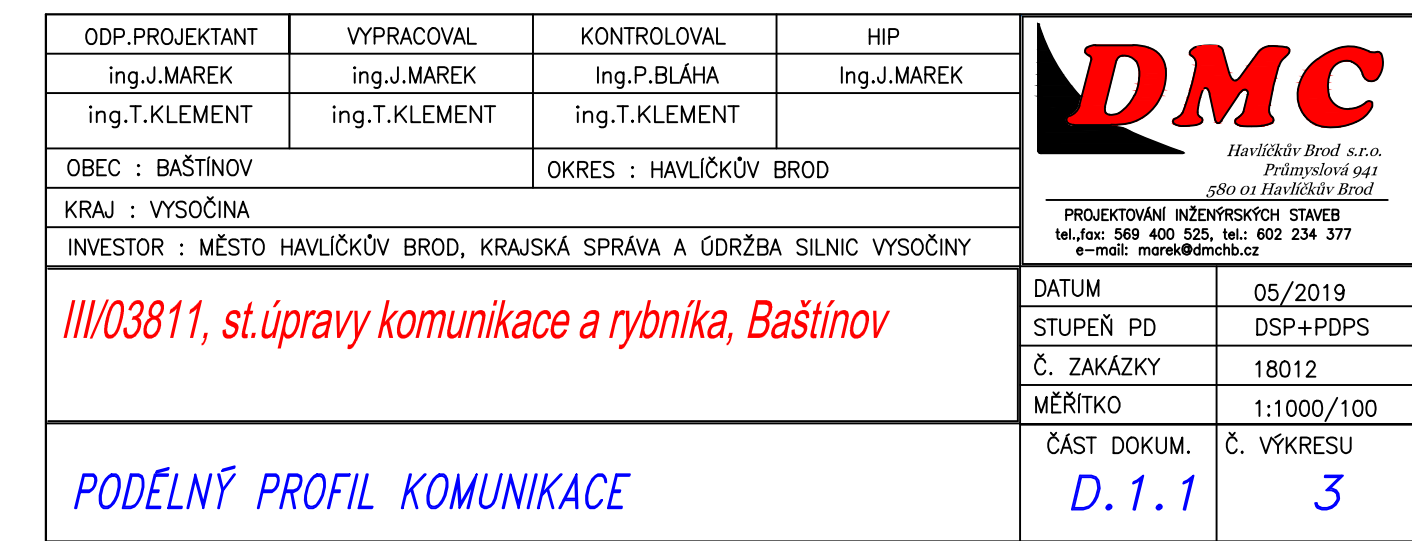 ODP.PROJEKTANT VYPRACOVAL KONTROLOVAL HIP
ing.J.MAREK ing.J.MAREK Ing.P.BLÁHA Ing.J.MAREK
ing.T.KLEMENT ing.T.KLEMENT ing.T.KLEMENT
OBEC : BAŠTÍNOV OKRES : HAVLÍČKŮV BROD
KRAJ : VYSOČINA
INVESTOR : MĚSTO HAVLÍČKŮV BROD, KRAJSKÁ SPRÁVA A ÚDRŽBA SILNIC VYSOČINY
DMC
Havlíčkův Brod s.r.o.
Průmyslová 941
580 01 Havlíčkův Brod
PROJEKTOVÁNÍ INŽENÝRSKÝCH STAVEB
tel.,fax: 569 400 525, tel.: 602 234 377
e-mail: marek@dmchb.cz
III/03811, st.úpravy komunikace a rybníka, Baštínov
DATUM 05/2019
STUPEŇ PD DSP+PDPS
Č. ZAKÁZKY 18012
MĚŘÍTKO 1:1000/100
PODÉLNÝ PROFIL KOMUNIKACE
ČÁST DOKUM. Č. VÝKRESU
D.1.1 3